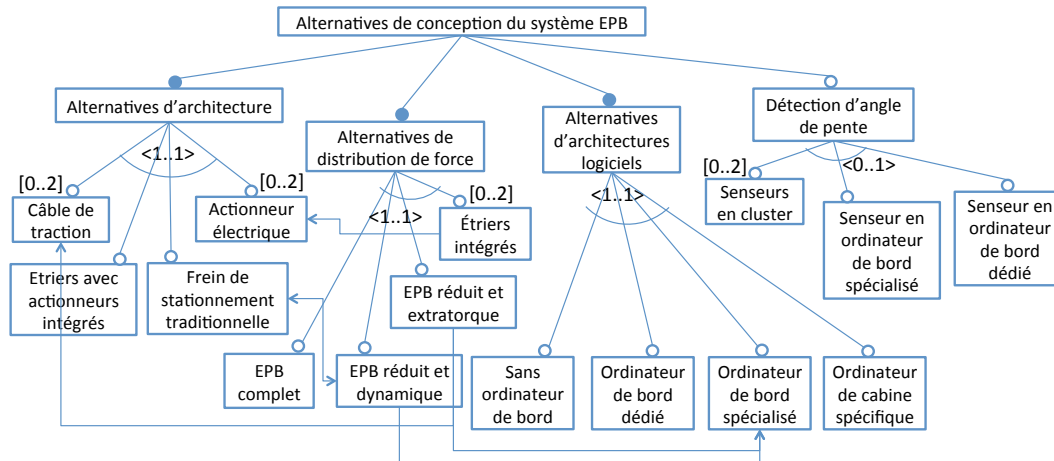 Alternatives de conception du système EPB
Alternatives d'architecture
Alternatives de
distribution de force
Alternatives
d'architectures
logiciels
Détection d'angle
de pente
<1..1>
<1..1>
<1..1>
<0..1>
[0..2]
Câble de
traction
[0..2]
Actionneur
électrique
[0..2]
Étriers
intégrés
[0..2]
Senseurs
en cluster
Senseur en
ordinateur
de bord
spécialisé
Senseur en
ordinateur
de bord
dédié
Etriers avec
actionneurs
intégrés
Frein de
stationnement
traditionnelle
EPB réduit et
extratorque
EPB
complet
EPB réduit et
dynamique
Sans
ordinateur
de bord
Ordinateur
de bord
dédié
Ordinateur
de bord
spécialisé
Ordinateur
de cabine
spécifique